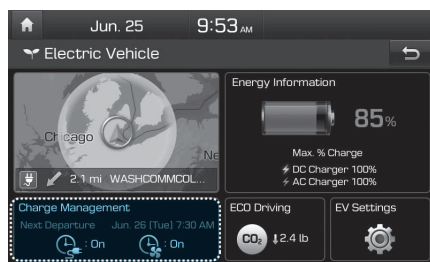 Jun. 25 9:53 AM
Electric Vehicle
Chicago
Ne
2.1 mi WASHCOMMCOL...
Energy Information
85%
Max. % Charge
DC Charger 100%
AC Charger 100%
Charge Management
Next Departure Jun. 26 (Tue) 7:30 AM
: On : On
ECO Driving
CO₂ 2.4 lb
EV Settings